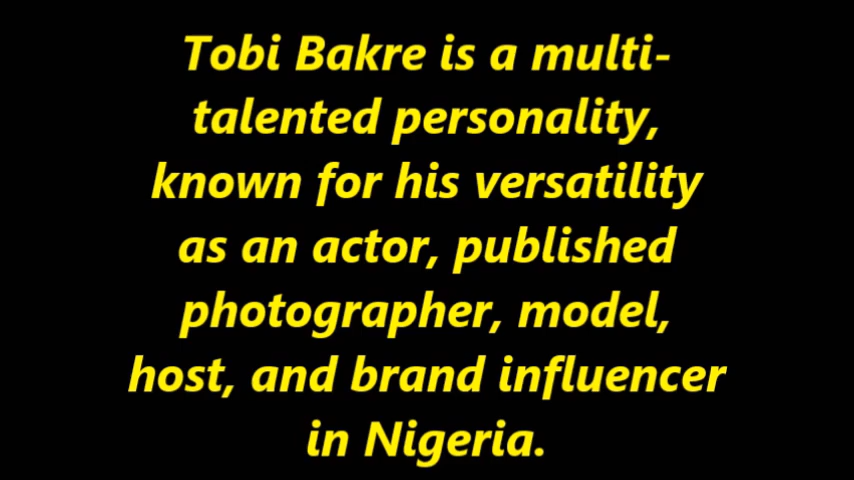 Tobi Bakre is a multi-
talented personality,
known for his versatility
as an actor, published
photographer, model,
host, and brand influencer
in Nigeria.